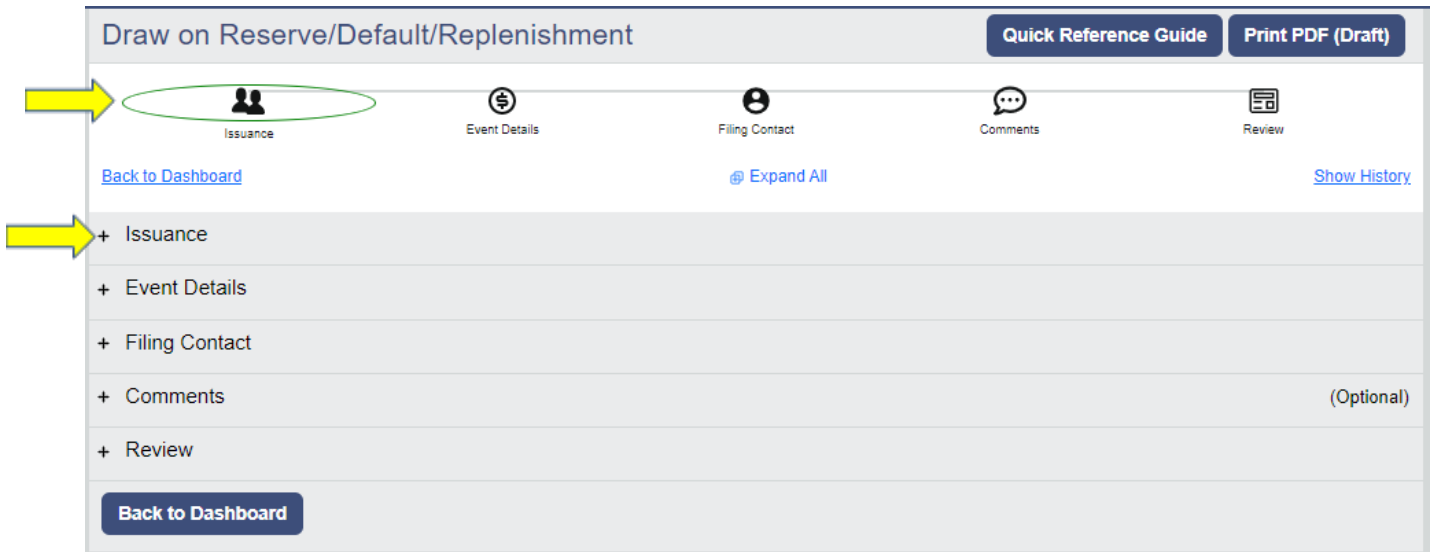 Draw on Reserve/Default/Replenishment
Quick Reference Guide
Print PDF (Draft)
Issuance
Event Details
Filing Contact
Comments
Review
Back to Dashboard
Expand All
Show History
+ Issuance
+ Event Details
+ Filing Contact
+ Comments (Optional)
+ Review
Back to Dashboard